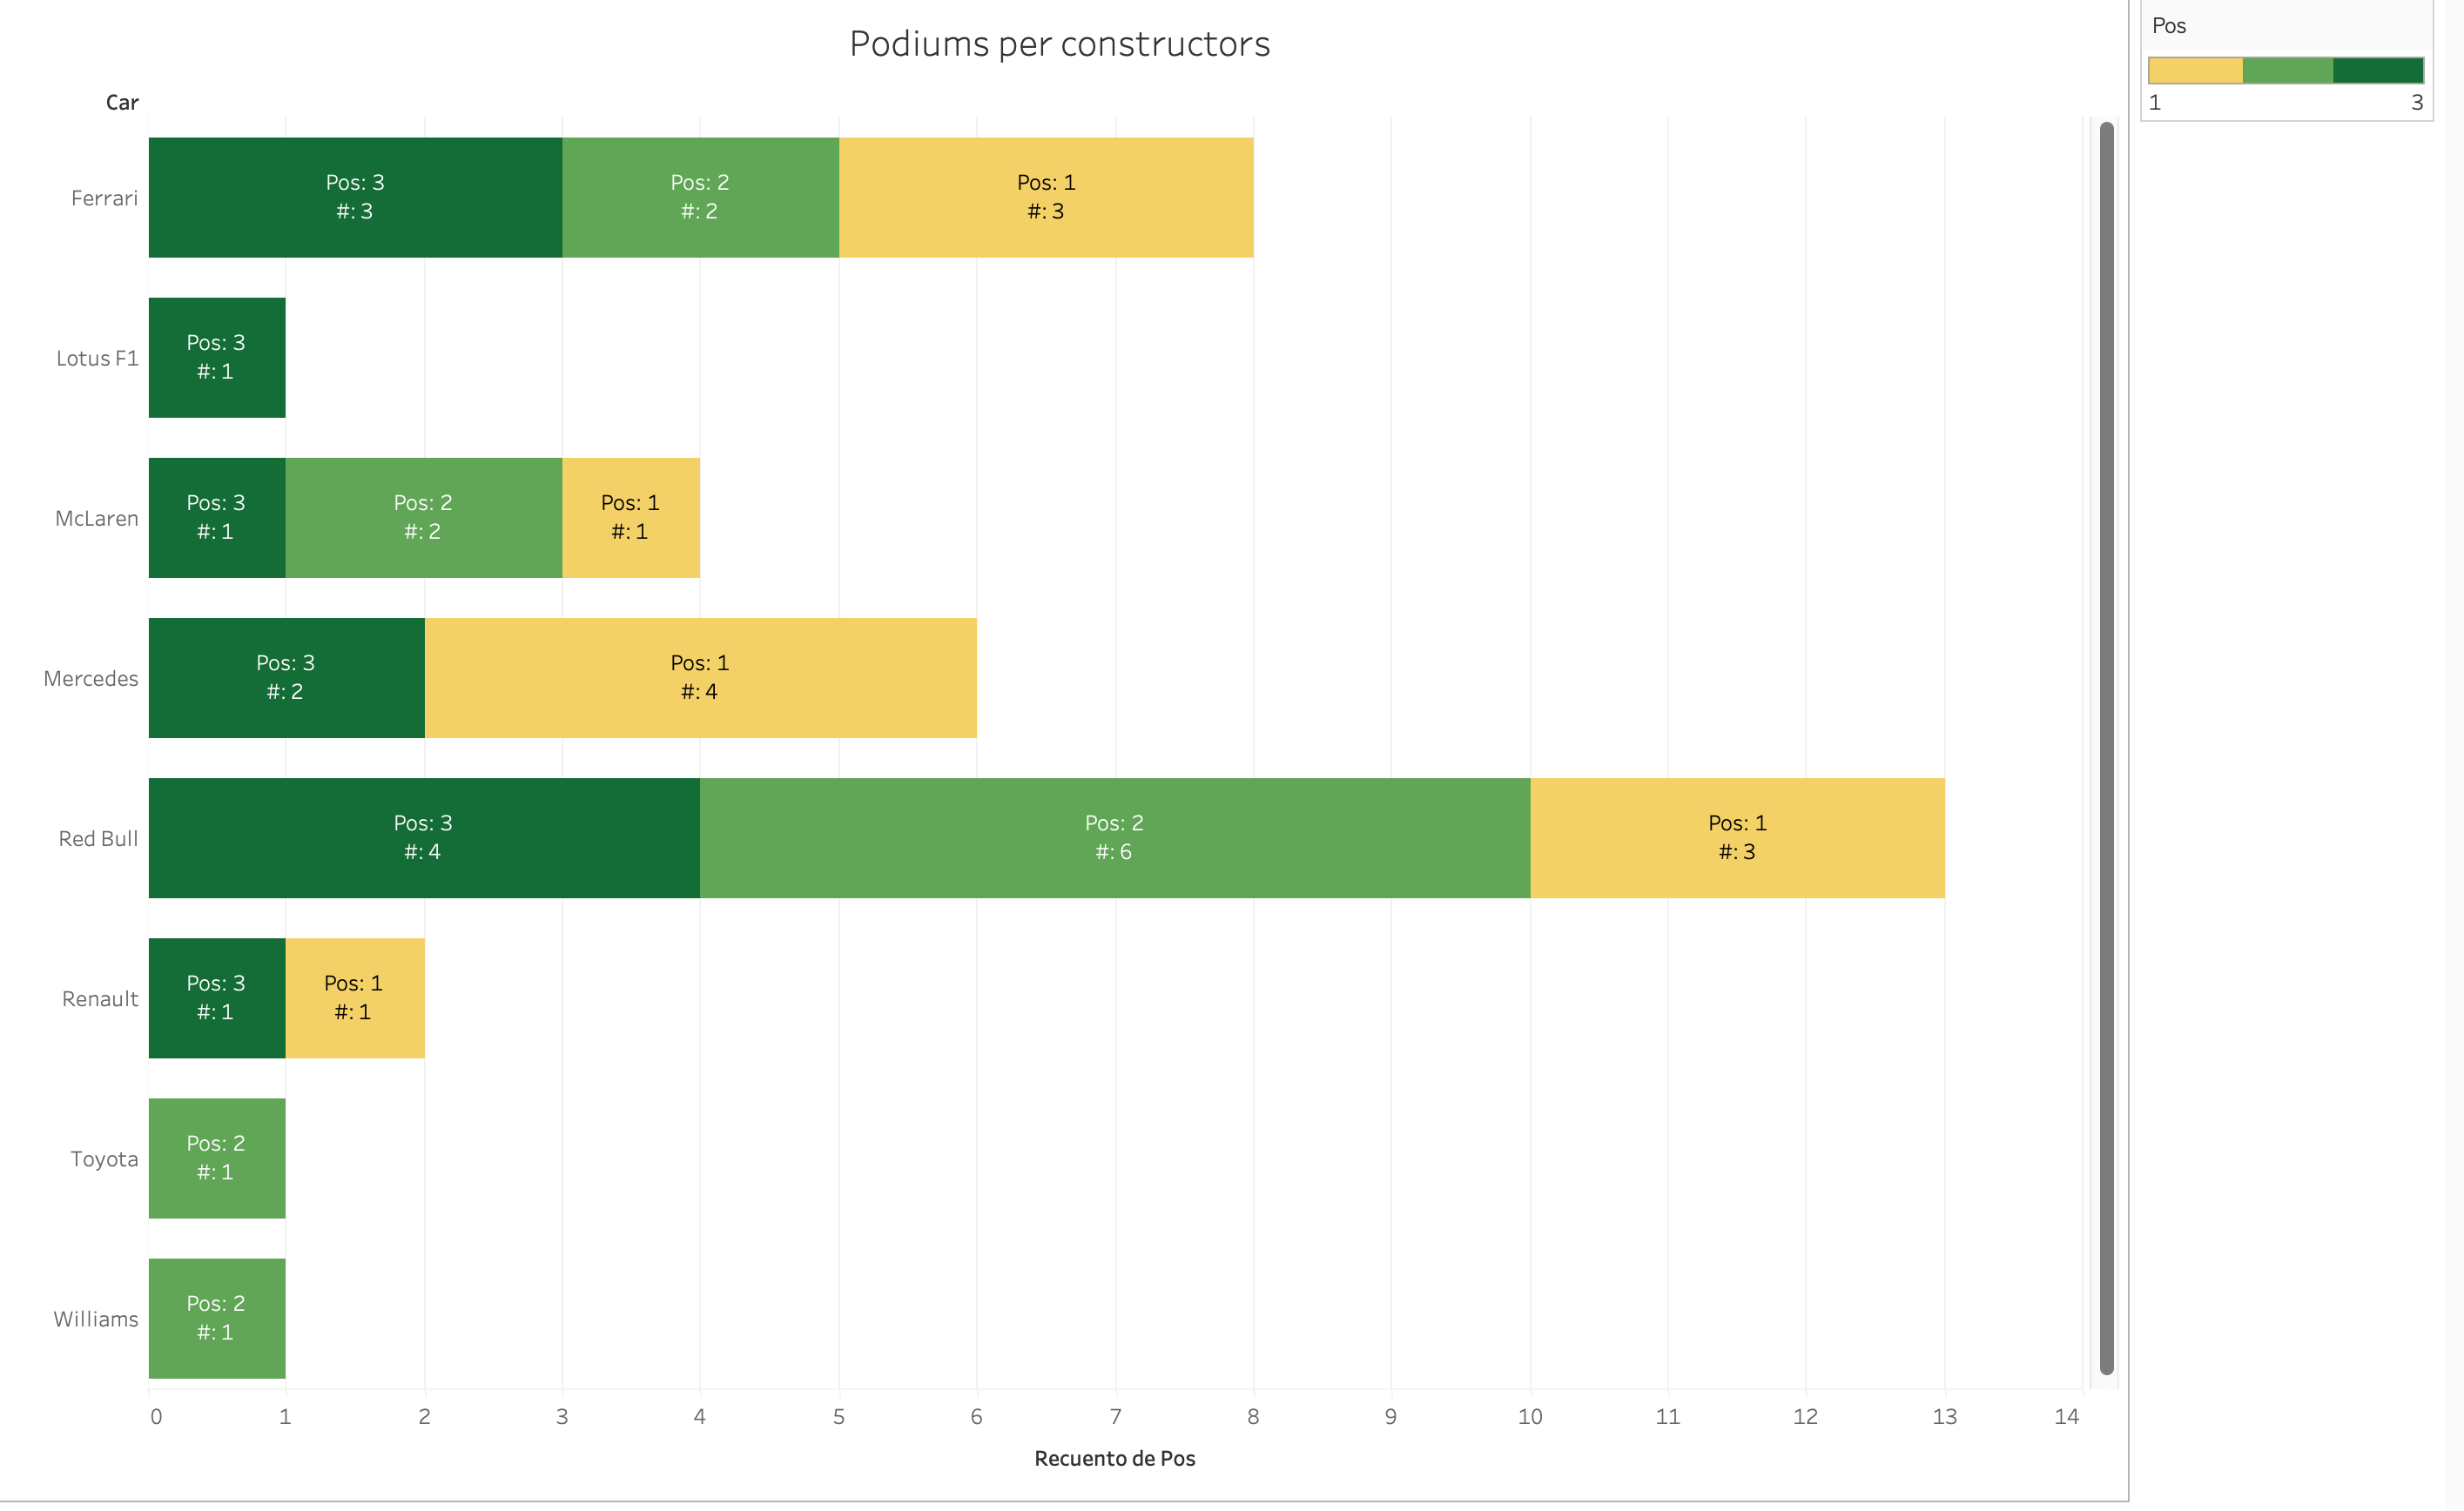 Podiums per constructors
Pos
1 3
Car
Ferrari
Pos: 3
#: 3
Pos: 2
#: 2
Pos: 1
#: 3
Lotus F1
Pos: 3
#: 1
McLaren
Pos: 3
#: 1
Pos: 2
#: 2
Pos: 1
#: 1
Mercedes
Pos: 3
#: 2
Pos: 1
#: 4
Red Bull
Pos: 3
#: 4
Pos: 2
#: 6
Pos: 1
#: 3
Renault
Pos: 3
#: 1
Pos: 1
#: 1
Toyota
Pos: 2
#: 1
Williams
Pos: 2
#: 1
0 1 2 3 4 5 6 7 8 9 10 11 12 13 14
Recuento de Pos